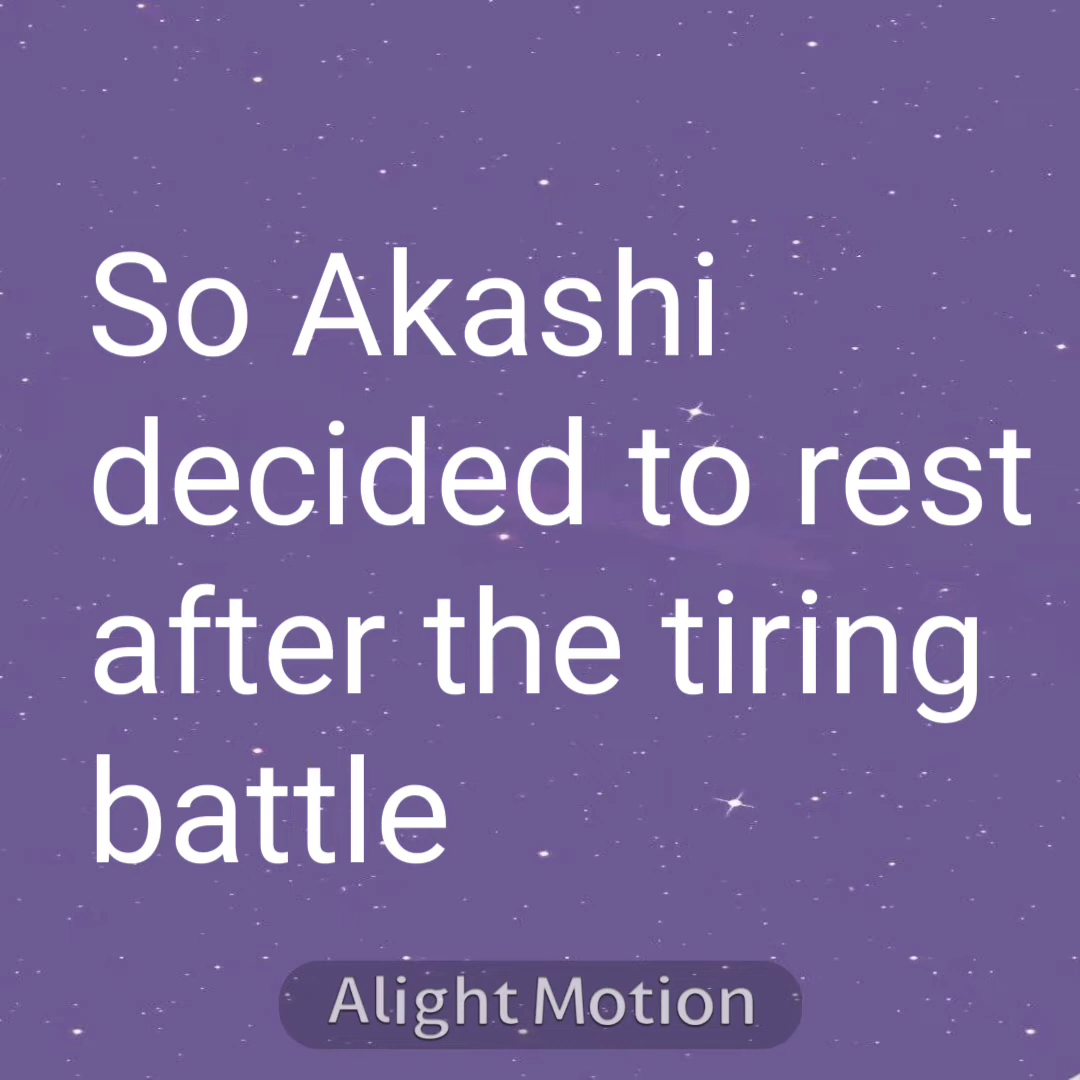 So Akashi
decided to rest
after the tiring
battle
Alight Motion